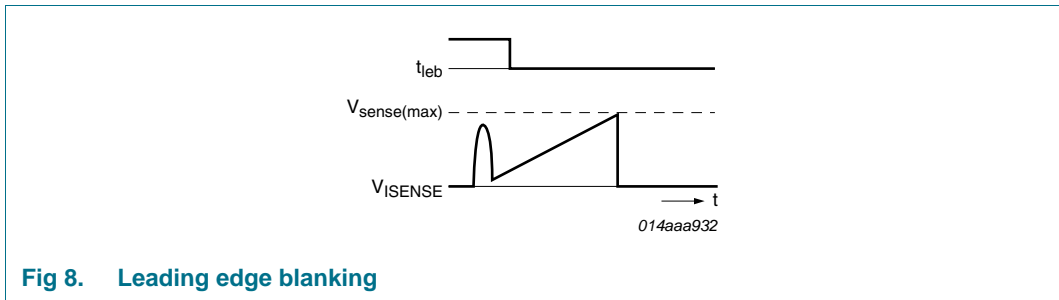 tleb
Vsense(max)
VISENSE
t
014aaa932
Fig 8. Leading edge blanking